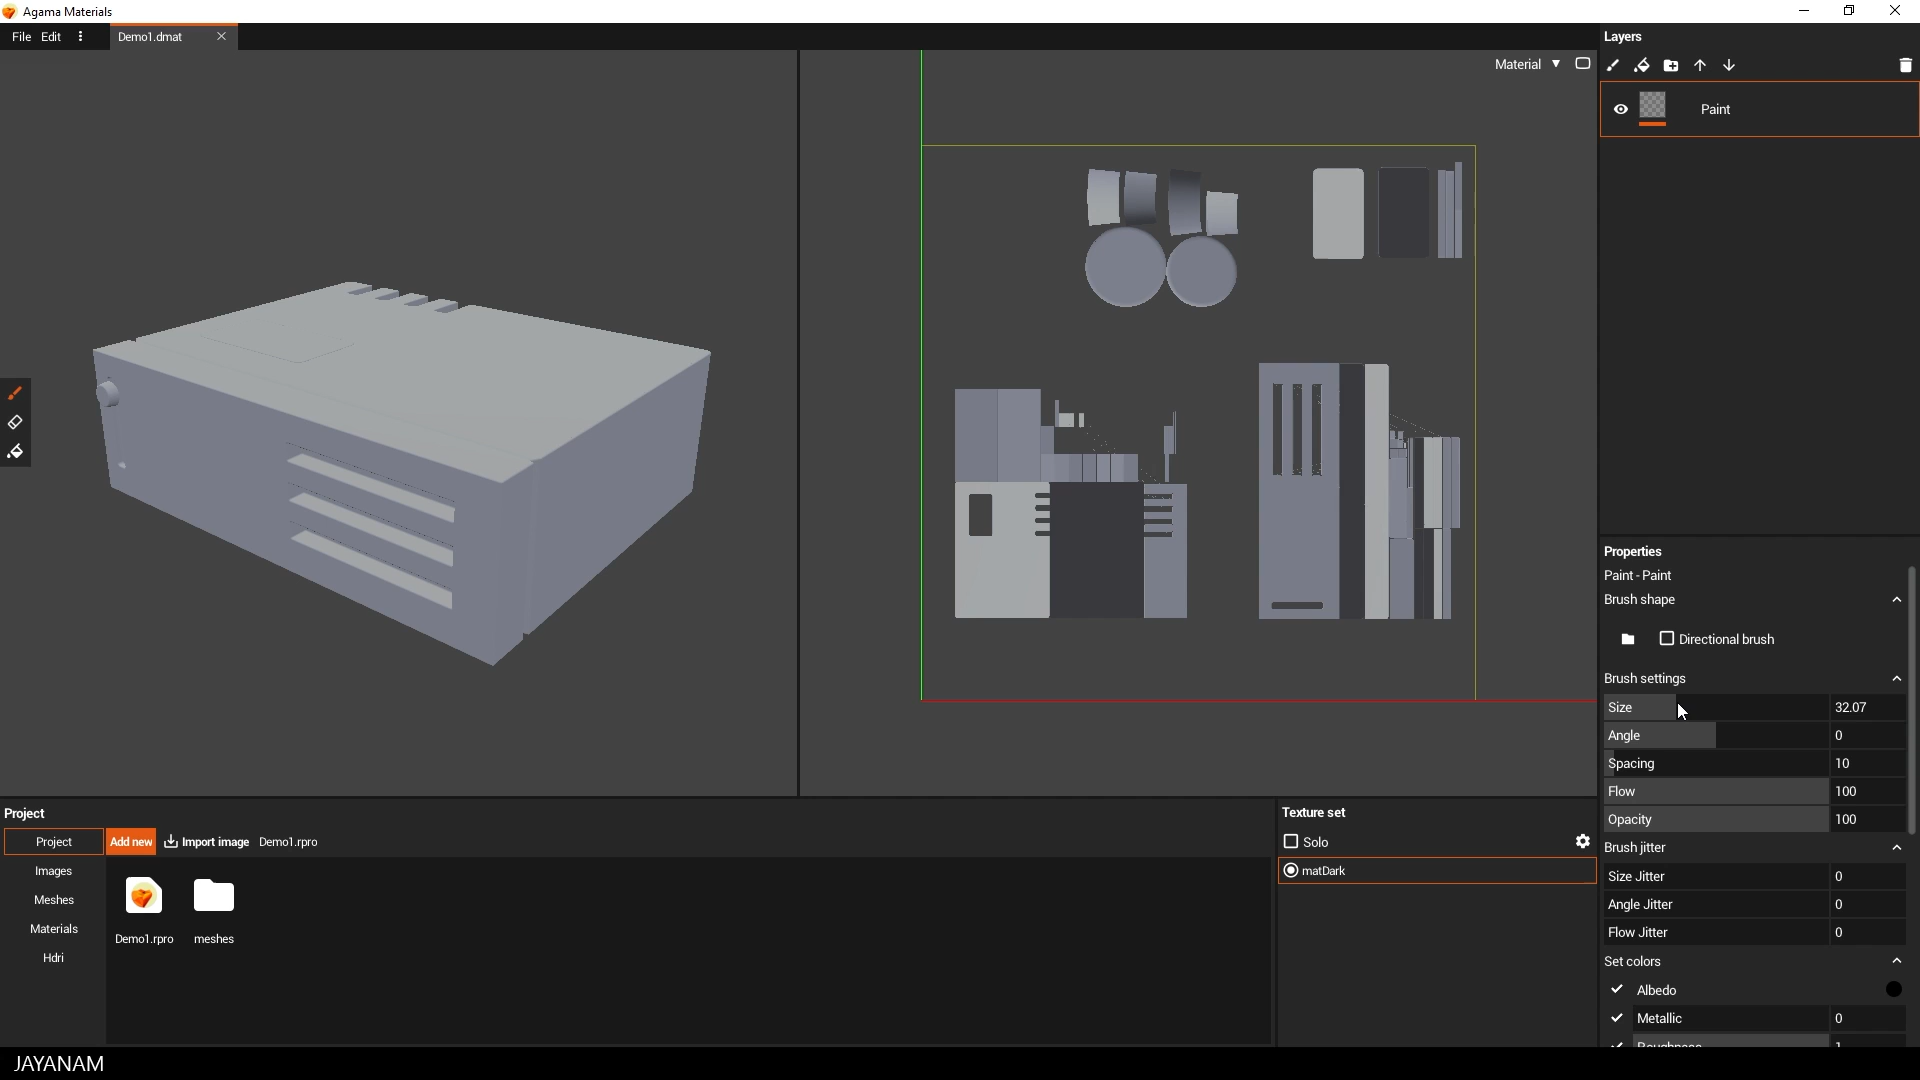 Agama Materials
File Edit
Demo1.dmat
Material
Layers
Paint
Properties
Paint - Paint
Brush shape
Directional brush
Brush settings
Size 32.07
Angle 0
Spacing 10
Flow 100
Opacity 100
Brush jitter
Size Jitter 0
Angle Jitter 0
Flow Jitter 0
Set colors
Albedo
Metallic 0
Roughness 1
Project
Project
Add new
Import image
Demo1.rpro
Images
Meshes
Materials
Hdri
Demo1.rpro
meshes
Texture set
Solo
matDark
JAYANAM